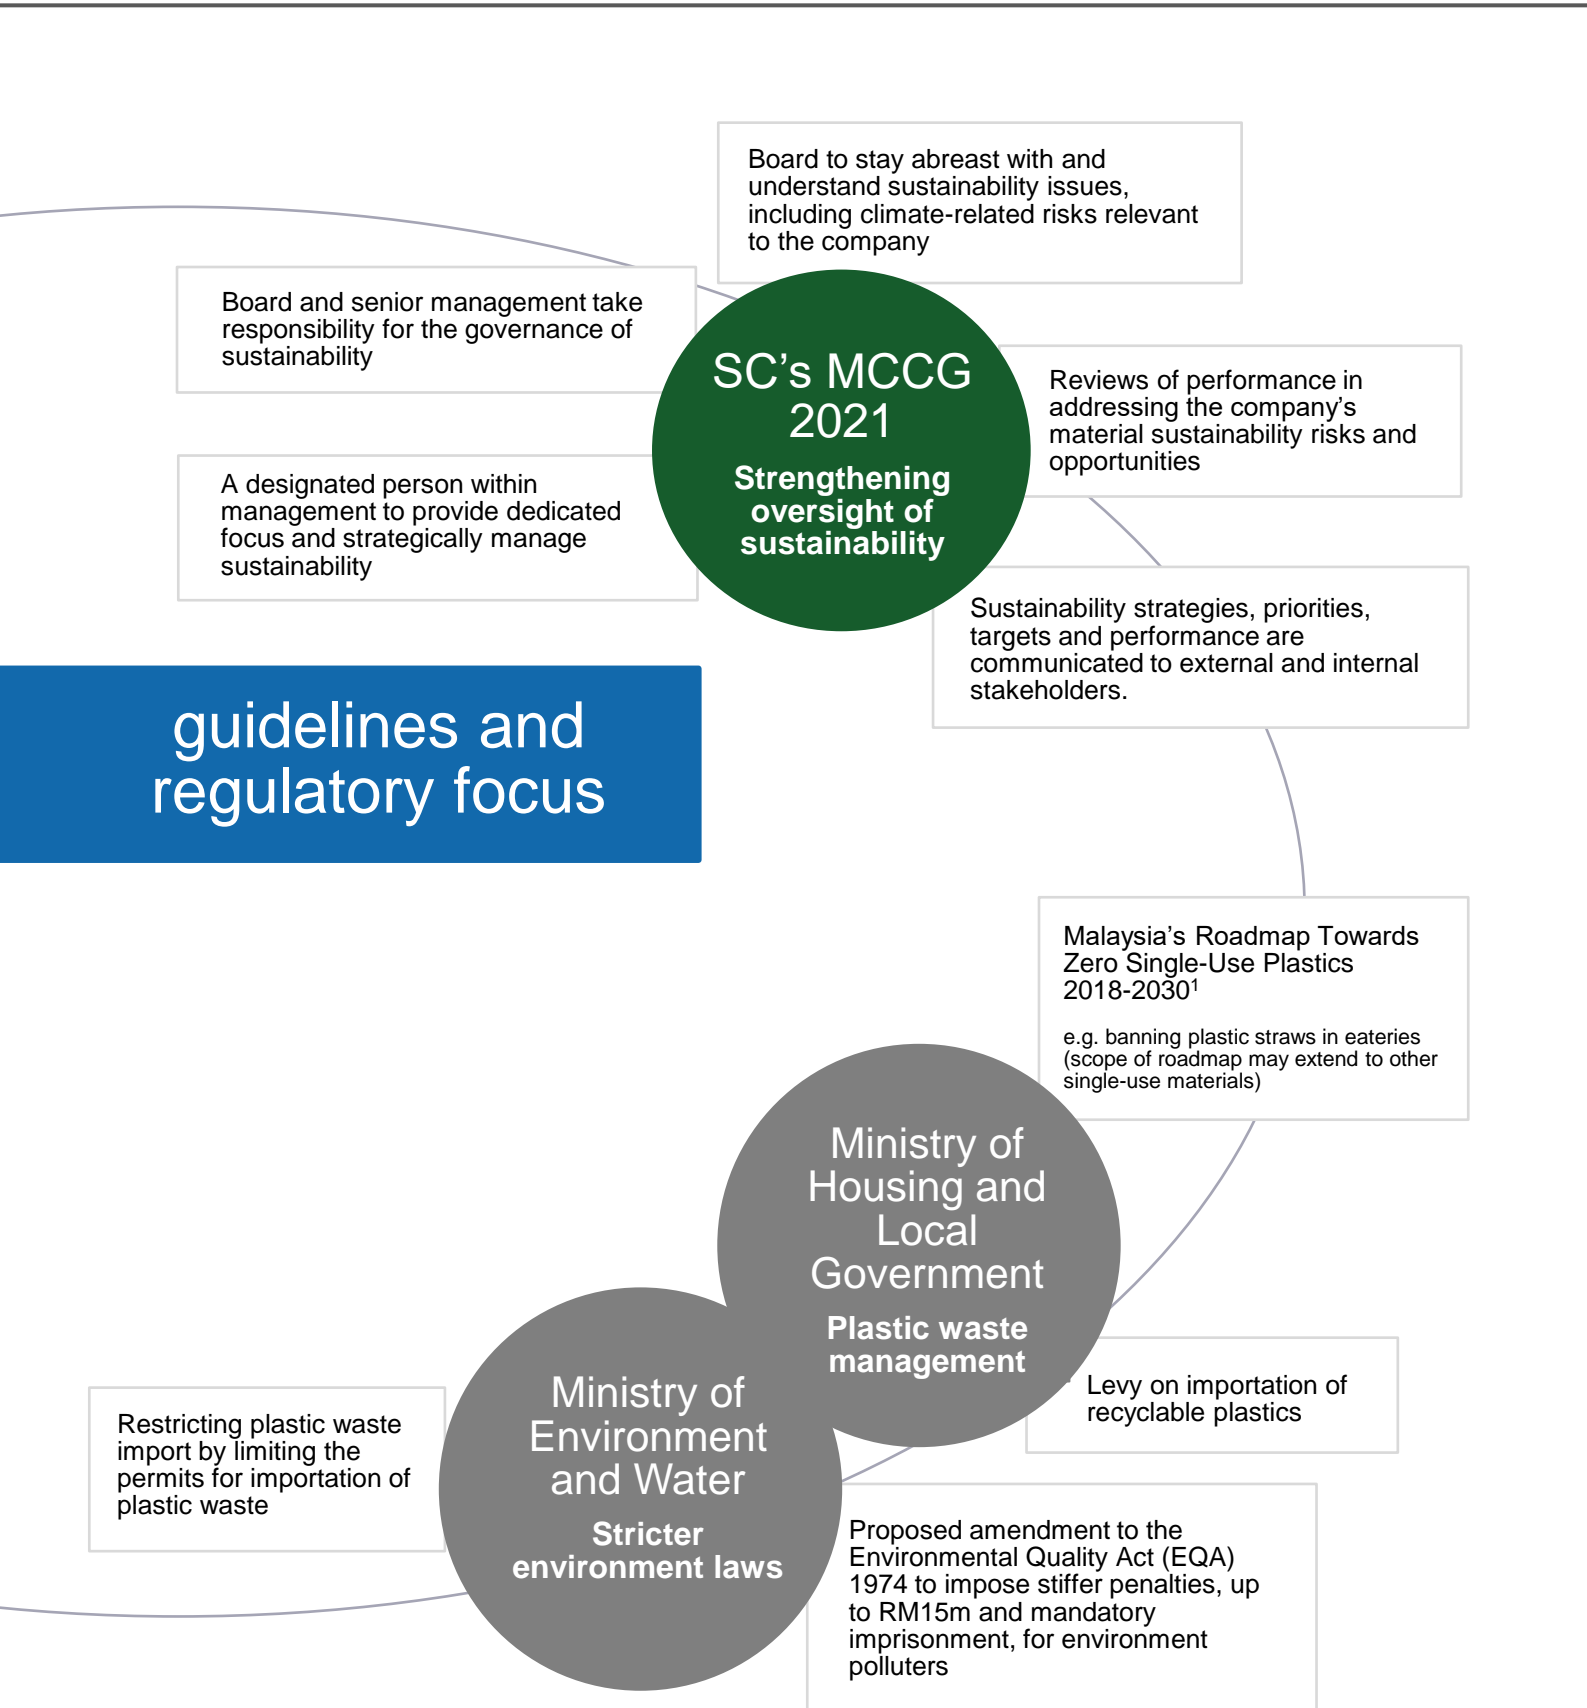 Board to stay abreast with and
understand sustainability issues,
including climate-related risks relevant
to the company
Board and senior management take
responsibility for the governance of
sustainability
SC's MCCG
2021
Strengthening
oversight of
sustainability
Reviews of performance in
addressing the company's
material sustainability risks and
opportunities
A designated person within
management to provide dedicated
focus and strategically manage
sustainability
Sustainability strategies, priorities,
targets and performance are
communicated to external and internal
stakeholders.
guidelines and
regulatory focus
Malaysia's Roadmap Towards
Zero Single-Use Plastics
2018-2030¹
e.g. banning plastic straws in eateries
(scope of roadmap may extend to other
single-use materials)
Ministry of
Housing and
Local
Government
Plastic waste
management
Levy on importation of
recyclable plastics
Ministry of
Environment
and Water
Stricter
environment laws
Restricting plastic waste
import by limiting the
permits for importation of
plastic waste
Proposed amendment to the
Environmental Quality Act (EQA)
1974 to impose stiffer penalties, up
to RM15m and mandatory
imprisonment, for environment
polluters